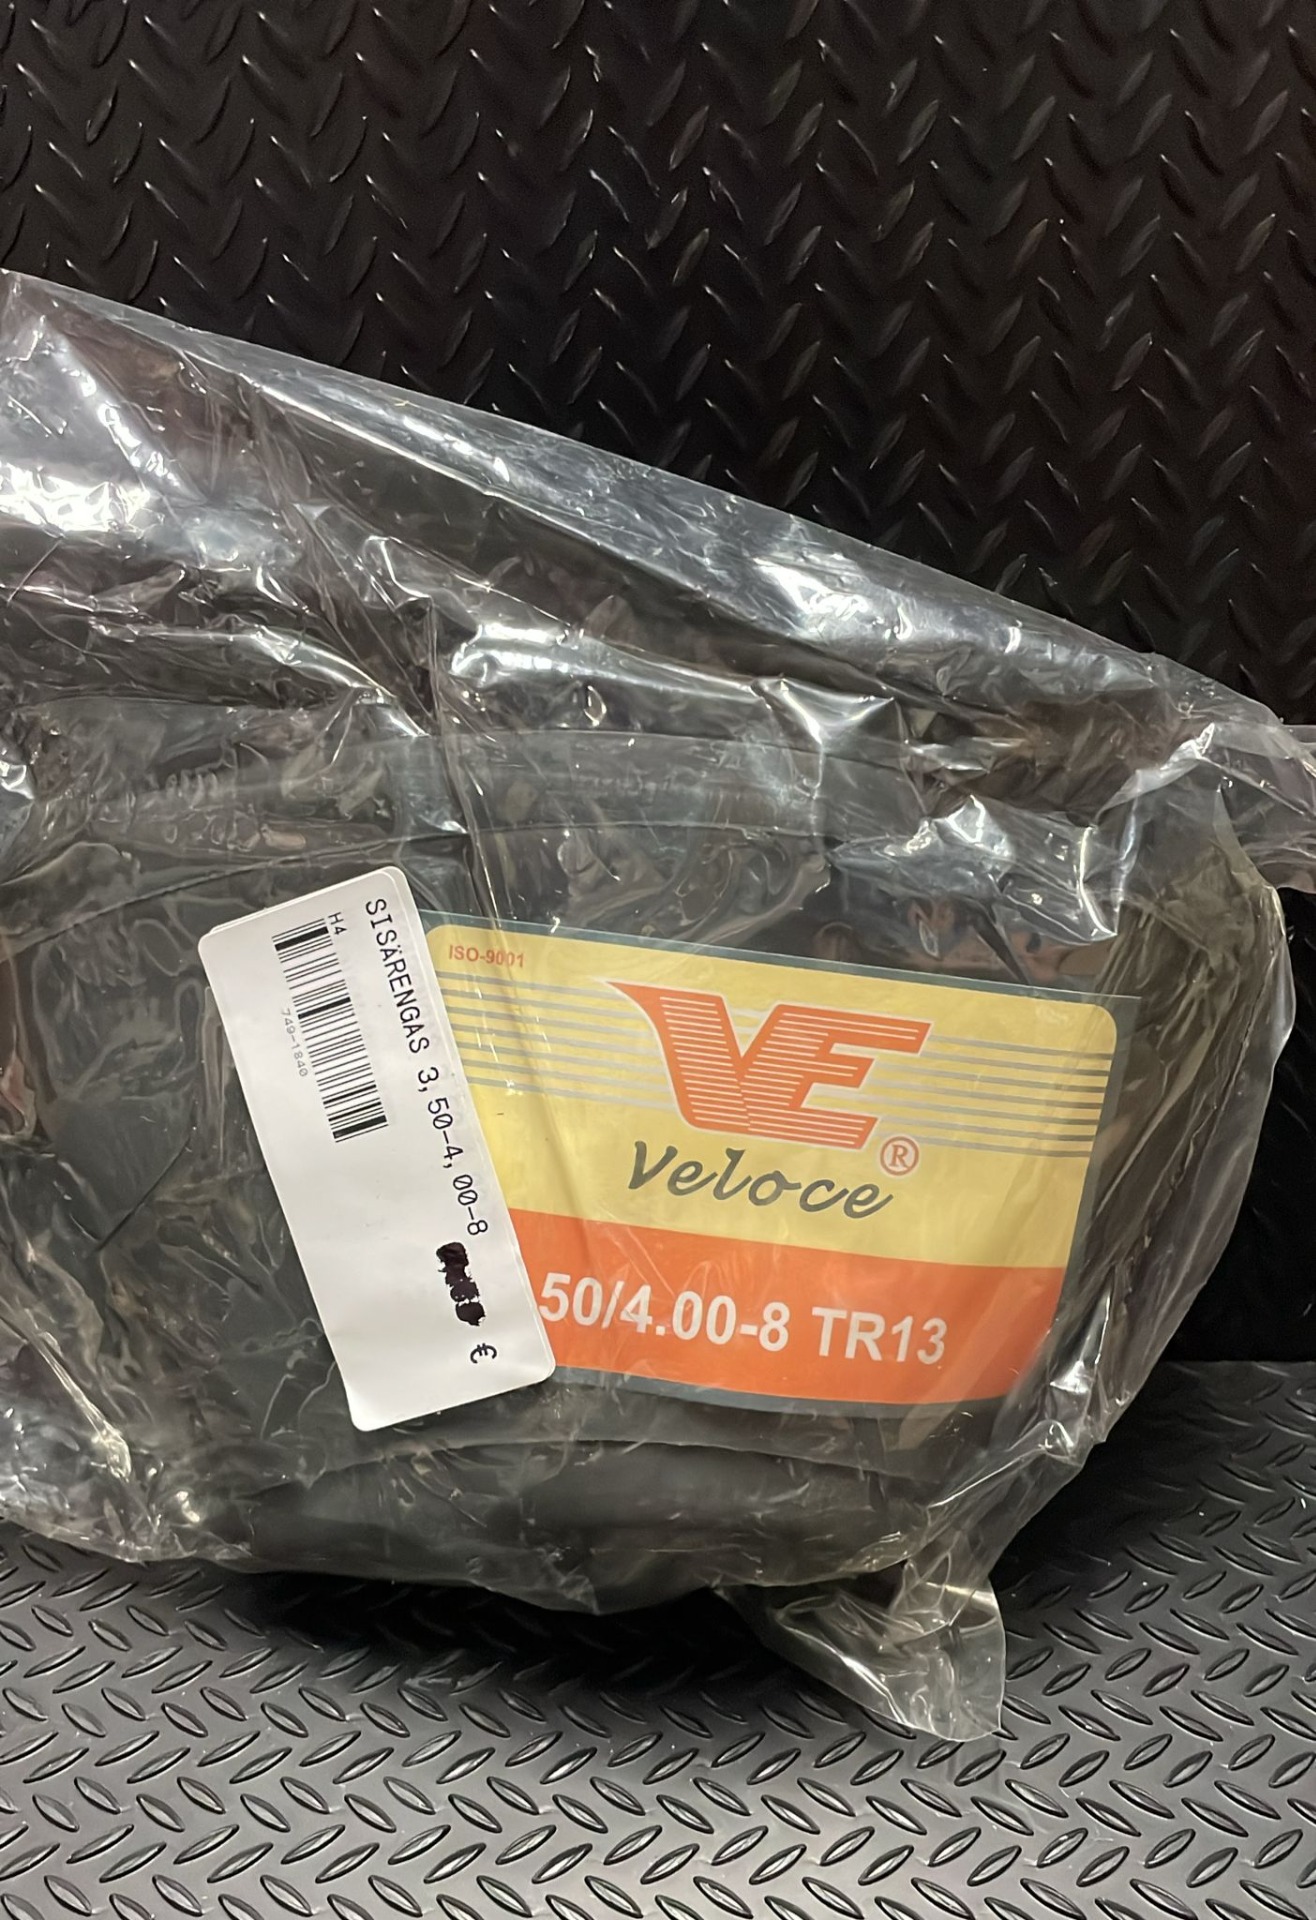 SISÄRENGAS 3,50-4,00-8 €
H4
749-1840
ISO-9001
VE
Veloce ®
50/4.00-8 TR13